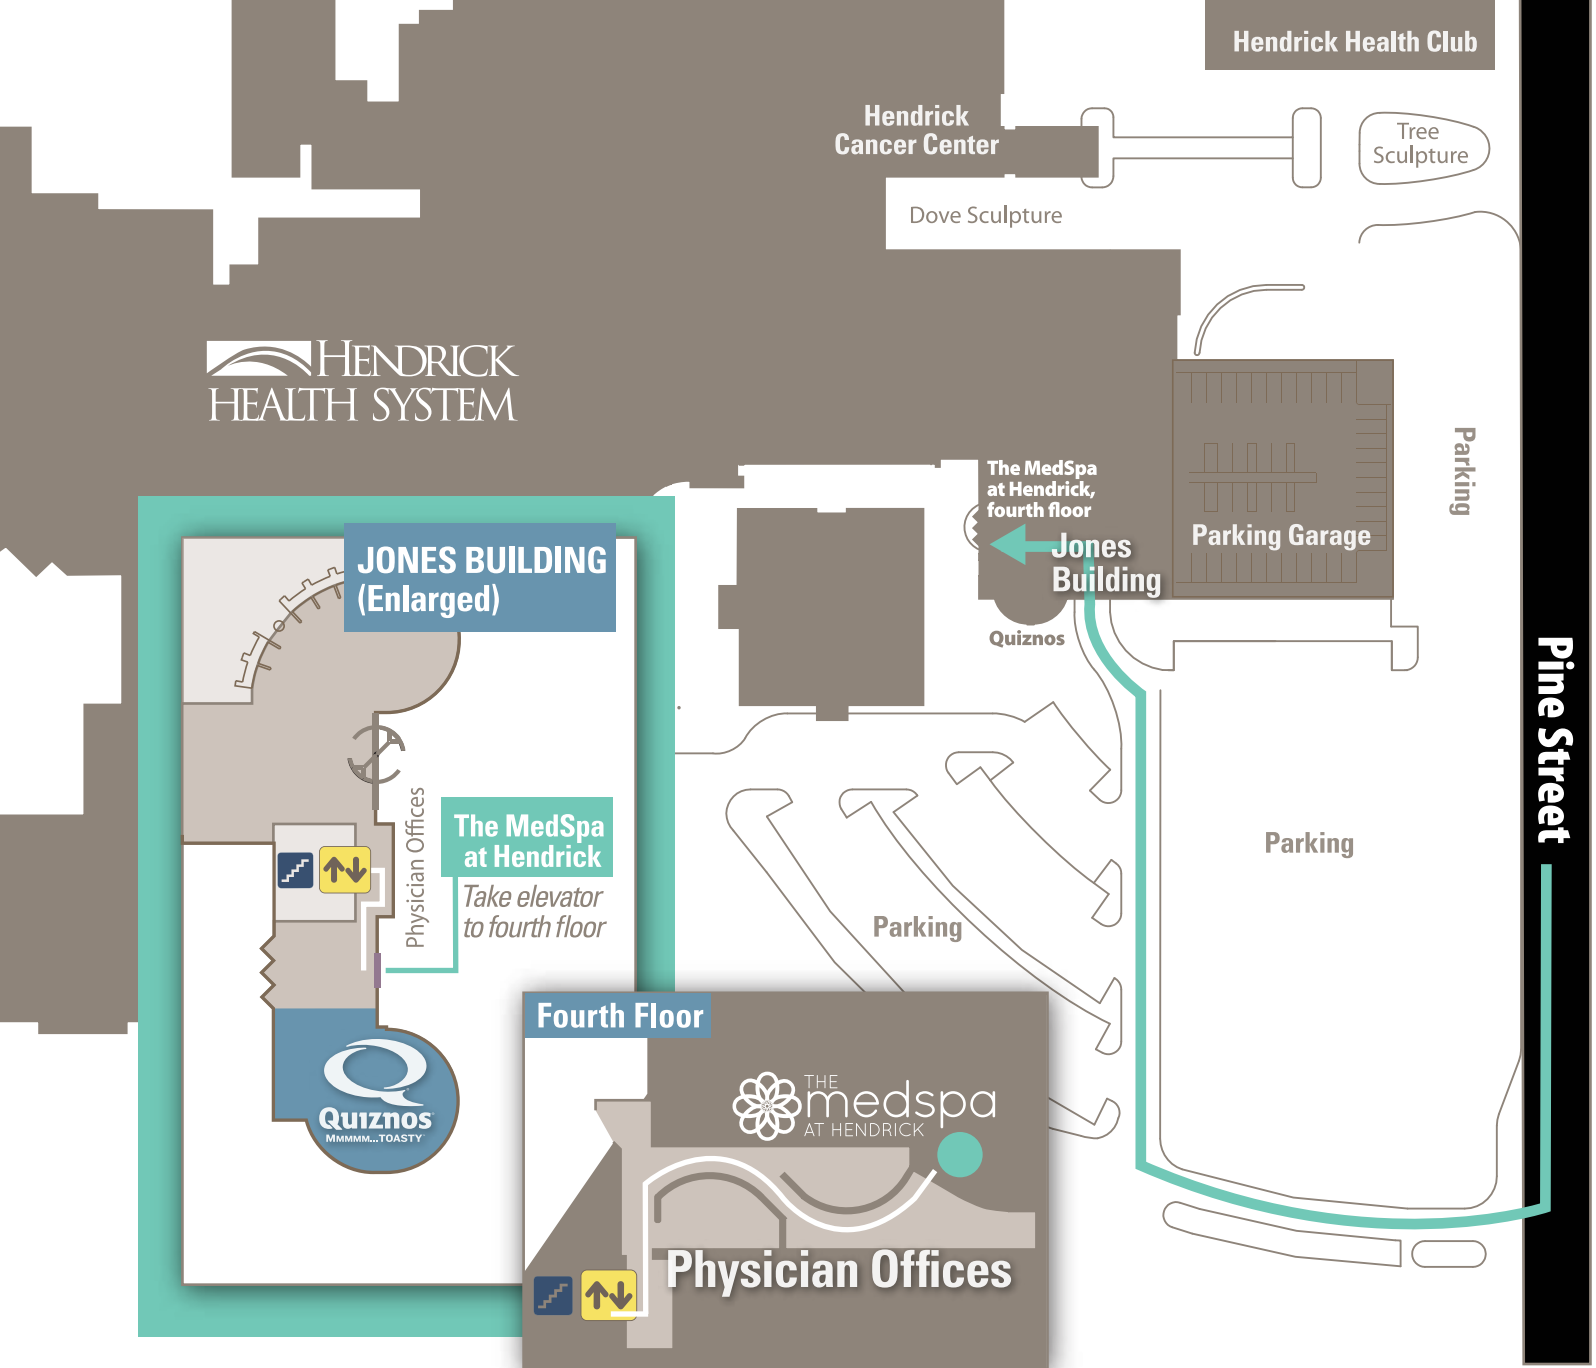 Hendrick Health Club
Hendrick
Cancer Center
Tree
Sculpture
Dove Sculpture
HENDRICK
HEALTH SYSTEM
Parking
The MedSpa
at Hendrick,
fourth floor
Jones
Building
Parking Garage
Quiznos
JONES BUILDING
(Enlarged)
Pine Street
Physician Offices
The MedSpa
at Hendrick
Take elevator
to fourth floor
Parking
Parking
Fourth Floor
QUIZNOS
MMMMM...TOASTY
THE
medspa
AT HENDRICK
Physician Offices